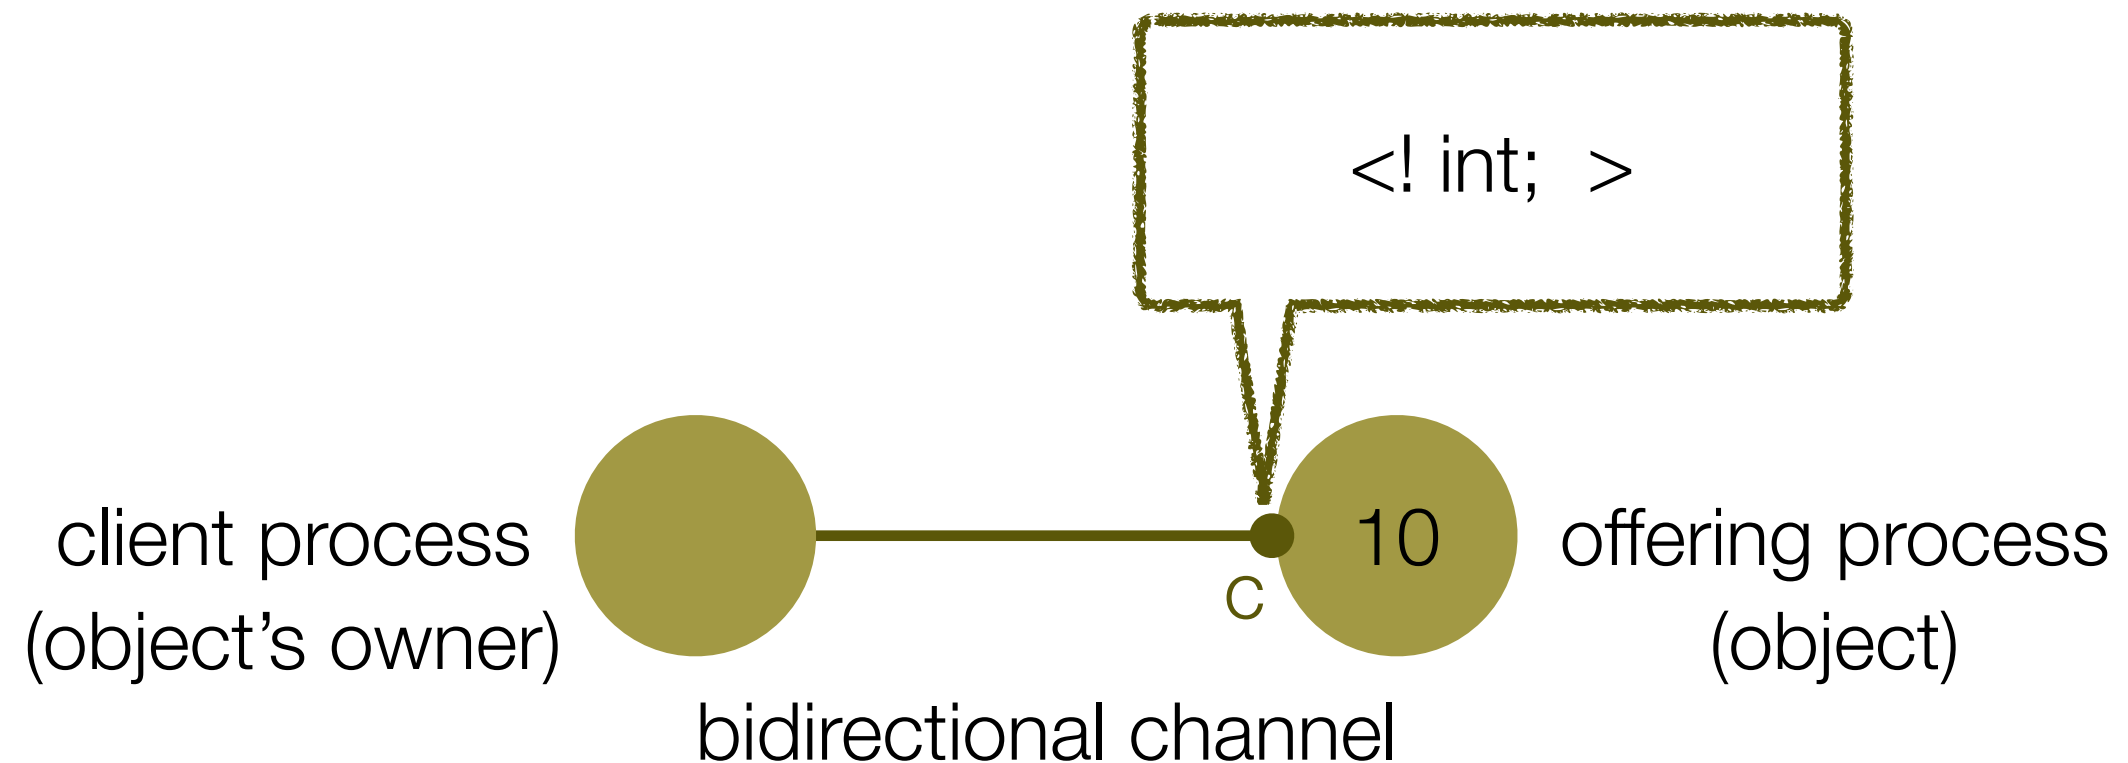 <! int;  >
client process
(object's owner)
c
10
offering process
(object)
bidirectional channel